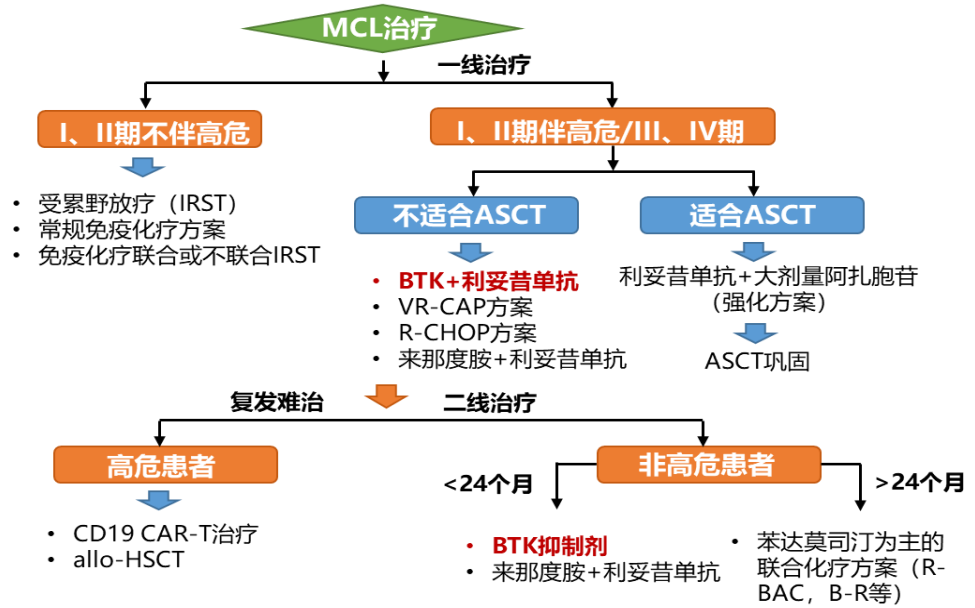 MCL治疗
一线治疗
I、II期不伴高危
I、II期伴高危/III、IV期
• 受累野放疗（IRST）
• 常规免疫化疗方案
• 免疫化疗联合或不联合IRST
不适合ASCT
适合ASCT
• BTK+利妥昔单抗
• VR-CAP方案
• R-CHOP方案
• 来那度胺+利妥昔单抗
利妥昔单抗+大剂量阿扎胞苷
（强化方案）
ASCT巩固
复发难治
二线治疗
高危患者
非高危患者
• CD19 CAR-T治疗
• allo-HSCT
<24个月
>24个月
• BTK抑制剂
• 来那度胺+利妥昔单抗
• 苯达莫司汀为主的
联合化疗方案（R-
BAC，B-R等）